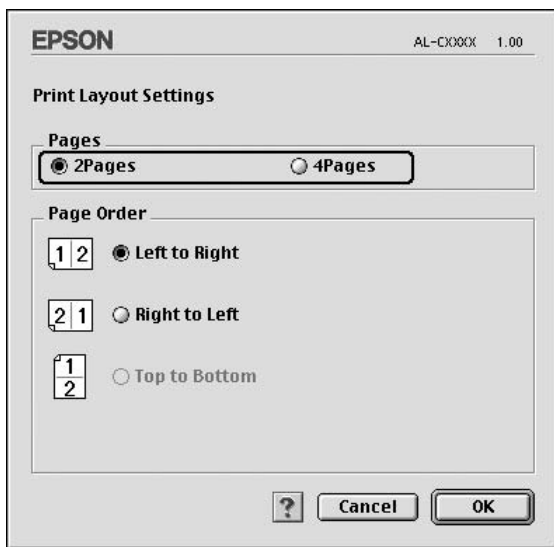 EPSON AL-CXXXX 1.00
Print Layout Settings
Pages
2Pages 4Pages
Page Order
1 2 Left to Right
2 1 Right to Left
1
2 Top to Bottom
? Cancel OK